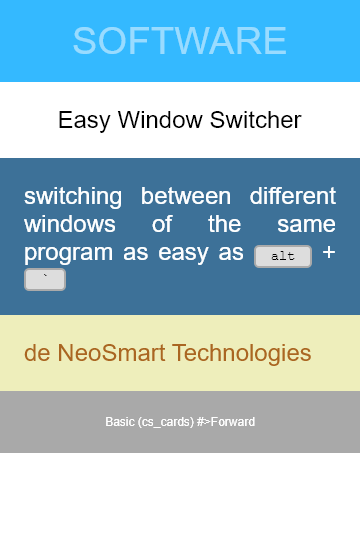 SOFTWARE
Easy Window Switcher
switching between different
windows of the same
program as easy as alt +
`
de NeoSmart Technologies
Basic (cs_cards) #>Forward